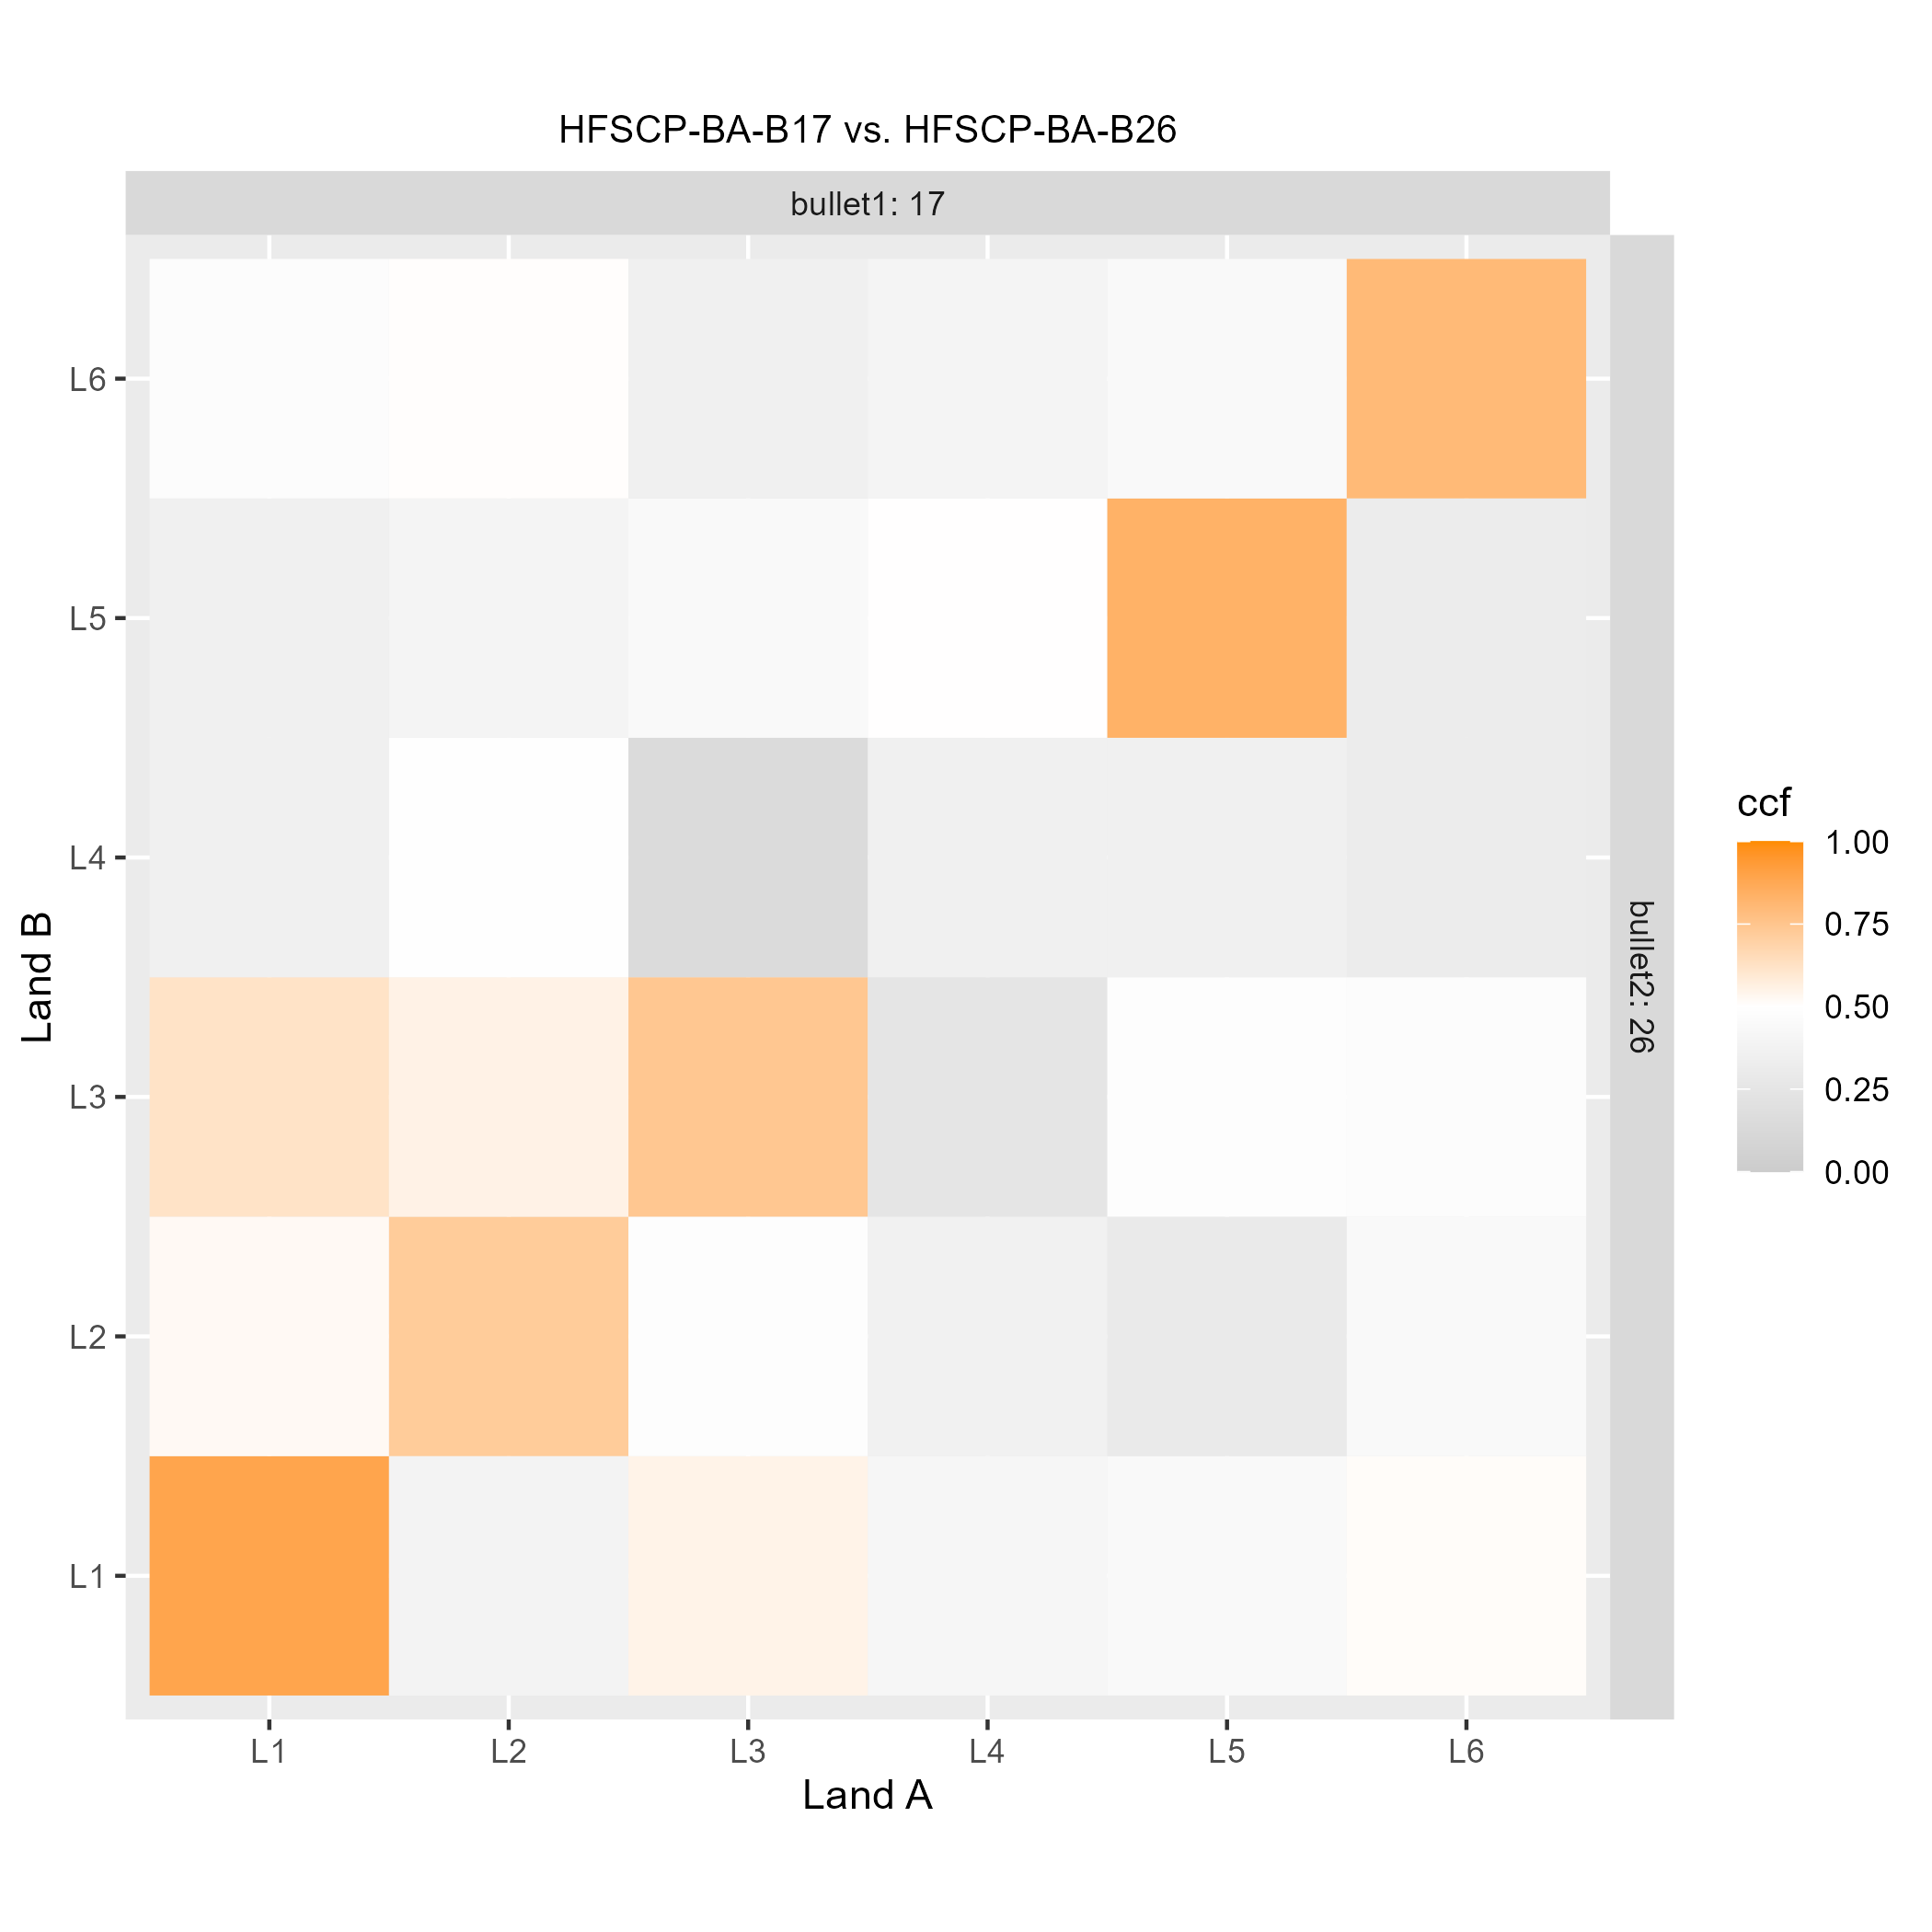 HFSCP-BA-B17 vs. HFSCP-BA-B26
bullet1: 17
L6
L5
L4
L3
L2
L1
Land B
bullet2: 26
L1 L2 L3 L4 L5 L6
Land A
ccf
1.00
0.75
0.50
0.25
0.00